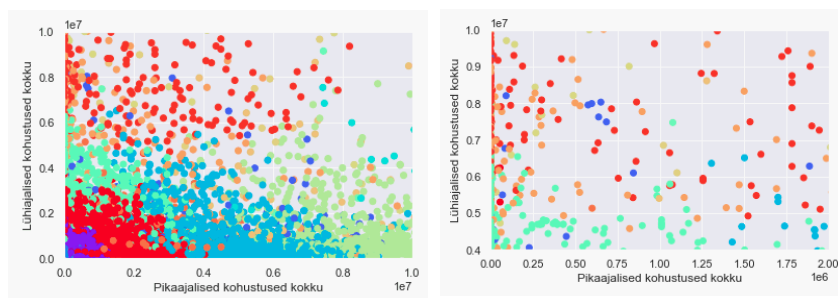 1e7
1.0
0.8
0.6
0.4
0.2
0.0
Lühiajalised kohustused kokku
0.0 0.2 0.4 0.6 0.8 1.0
Pikaajalised kohustused kokku
1e7
1e7
1.0
0.9
0.8
0.7
0.6
0.5
0.4
Lühiajalised kohustused kokku
0.00 0.25 0.50 0.75 1.00 1.25 1.50 1.75 2.00
Pikaajalised kohustused kokku
1e6